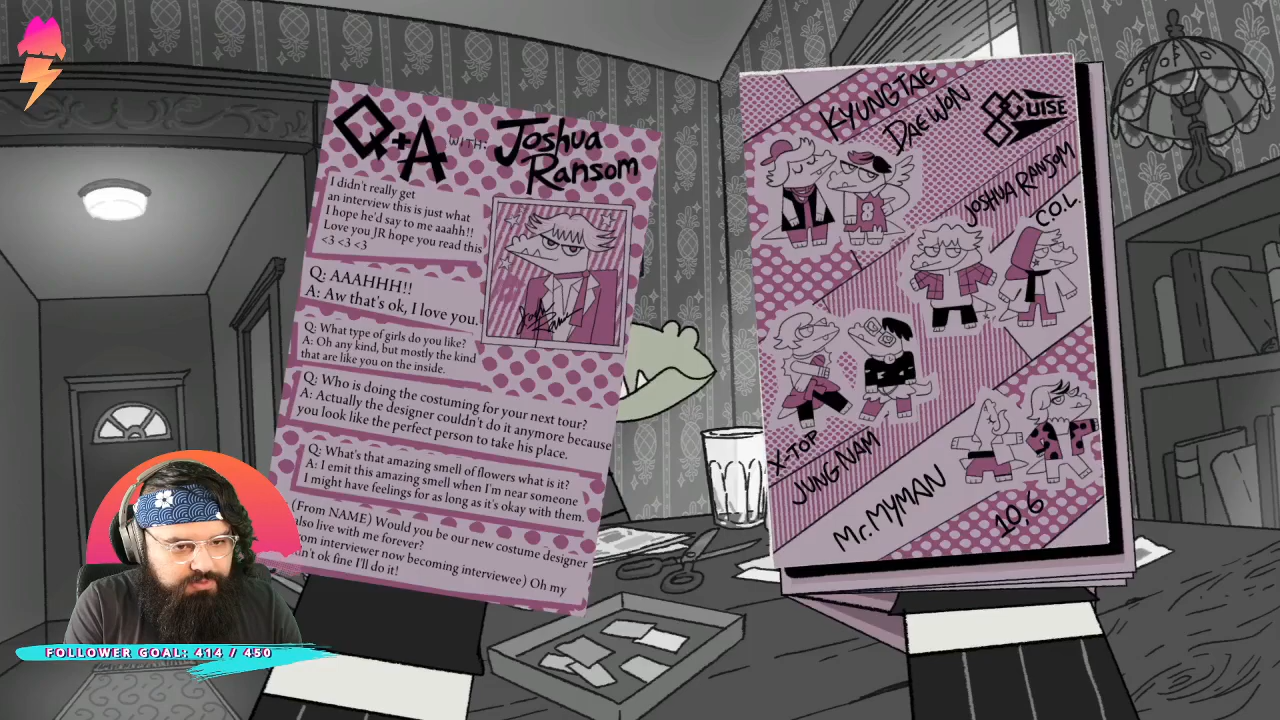 Q+A WITH: Joshua
Ransom
I didn't really get
an interview this is just what
I hope he'd say to me aaahh!!
Love you JR hope you read this
<3 <3 <3
Q: AAAHHH!!
A: Aw that's ok, I love you.
Q: What type of girls do you like?
A: Oh any kind, but mostly the kind
that are like you on the inside.
Q: Who is doing the costuming for your next tour?
A: Actually the designer couldn't do it anymore because
you look like the perfect person to take his place.
Q: What's that amazing smell of flowers what is it?
A: I emit this amazing smell when I'm near someone
I might have feelings for as long as it's okay with them.
(From NAME) Would you be our new costume designer
also live with me forever?
om interviewer now becoming interviewee) Oh my
n't ok fine I'll do it!
Josh
KYUNGTAE
DAEWON
UISE
JOSHUA RANSOM
C.O.L.
8
X-TOP
JUNGNAM
Mr. MYMAN
10,6
FOLLOWER GOAL: 414 / 450